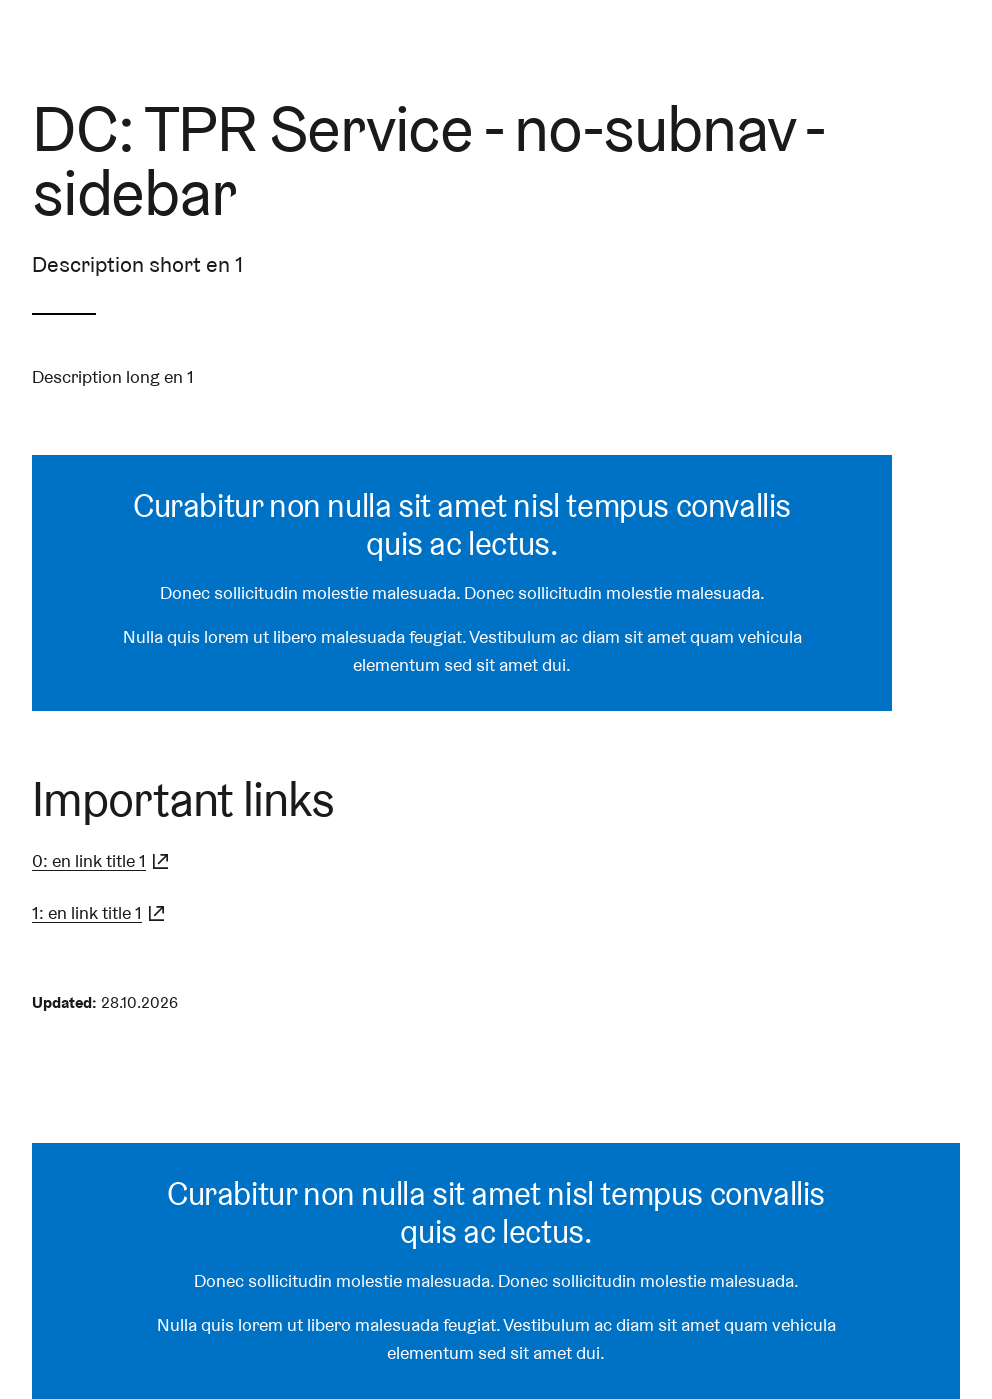 DC: TPR Service - no-subnav -
sidebar
Description short en 1
Description long en 1
Curabitur non nulla sit amet nisl tempus convallis
quis ac lectus.
Donec sollicitudin molestie malesuada. Donec sollicitudin molestie malesuada.
Nulla quis lorem ut libero malesuada feugiat. Vestibulum ac diam sit amet quam vehicula
elementum sed sit amet dui.
Important links
0: en link title 1
1: en link title 1
Updated: 28.10.2026
Curabitur non nulla sit amet nisl tempus convallis
quis ac lectus.
Donec sollicitudin molestie malesuada. Donec sollicitudin molestie malesuada.
Nulla quis lorem ut libero malesuada feugiat. Vestibulum ac diam sit amet quam vehicula
elementum sed sit amet dui.